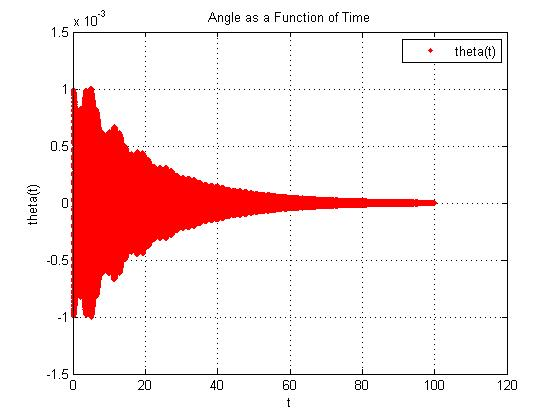 x 10^-3
Angle as a Function of Time
1.5
theta(t)
1
0.5
0
-0.5
-1
-1.5
theta(t)
0 20 40 60 80 100 120
t